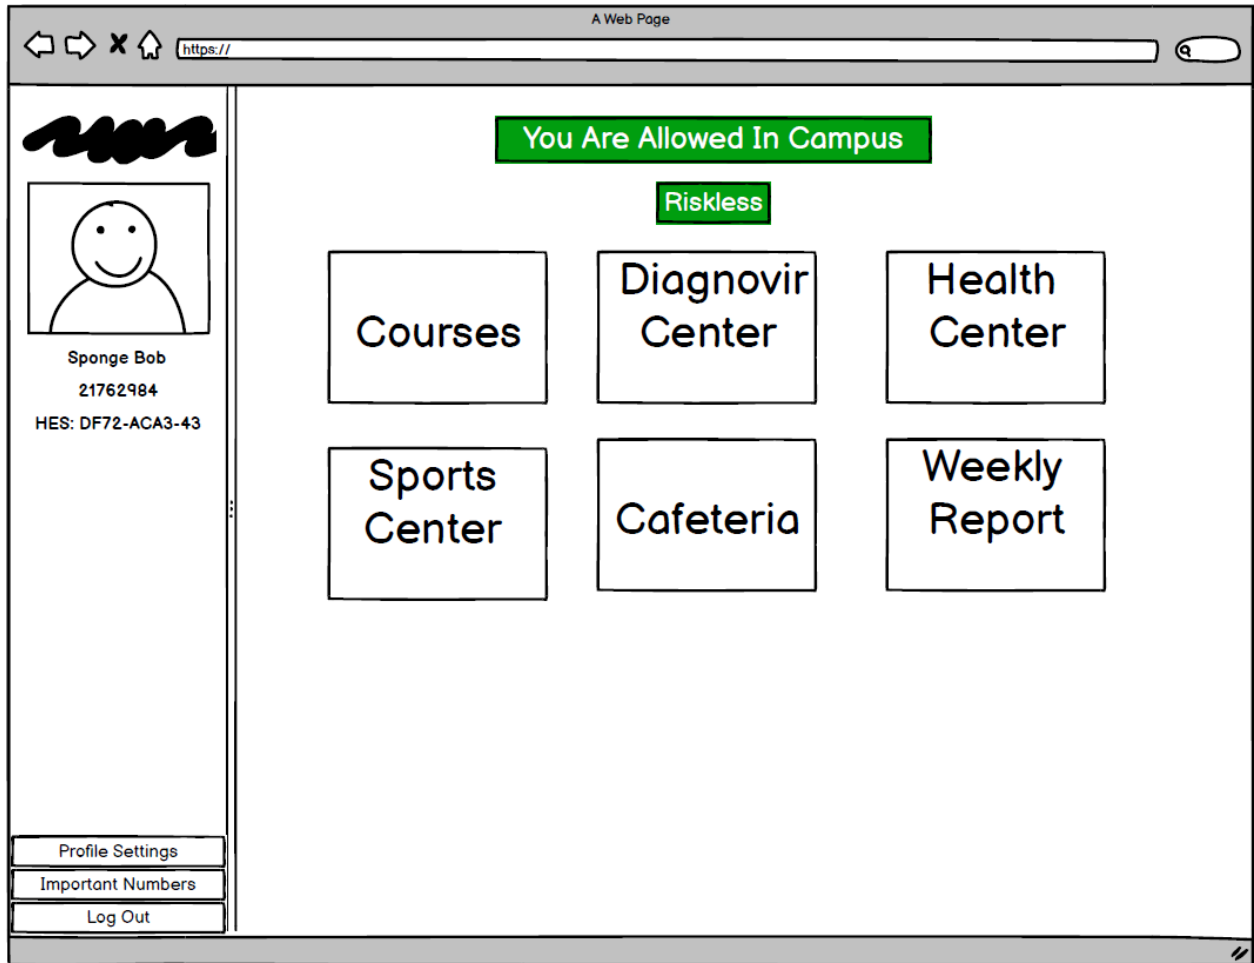 A Web Page
https://
Sponge Bob
21762984
HES: DF72-ACA3-43
Profile Settings
Important Numbers
Log Out
You Are Allowed In Campus
Riskless
Courses
Diagnovir
Center
Health
Center
Sports
Center
Cafeteria
Weekly
Report